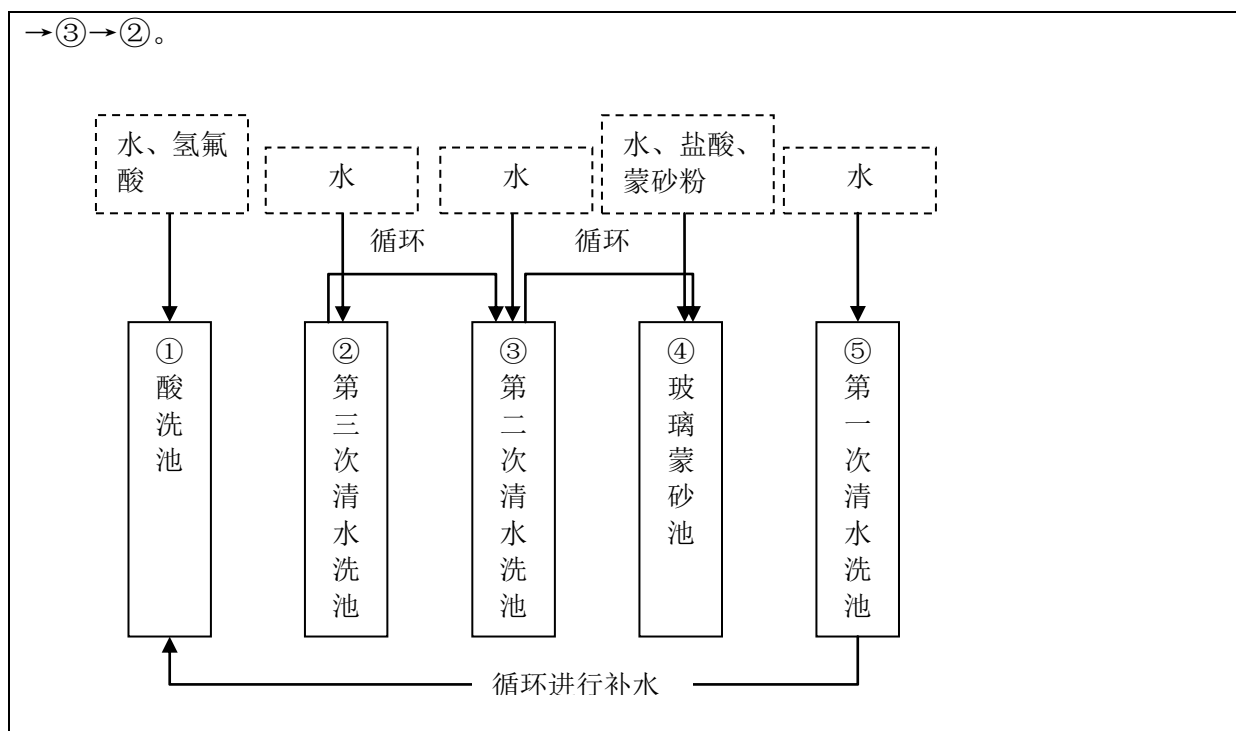 →③→②。
水、氢氟
酸
水
水
水、盐酸、
蒙砂粉
水
循环
循环
①
酸
洗
池
②
第
三
次
清
水
洗
池
③
第
二
次
清
水
洗
池
④
玻
璃
蒙
砂
池
⑤
第
一
次
清
水
洗
池
循环进行补水